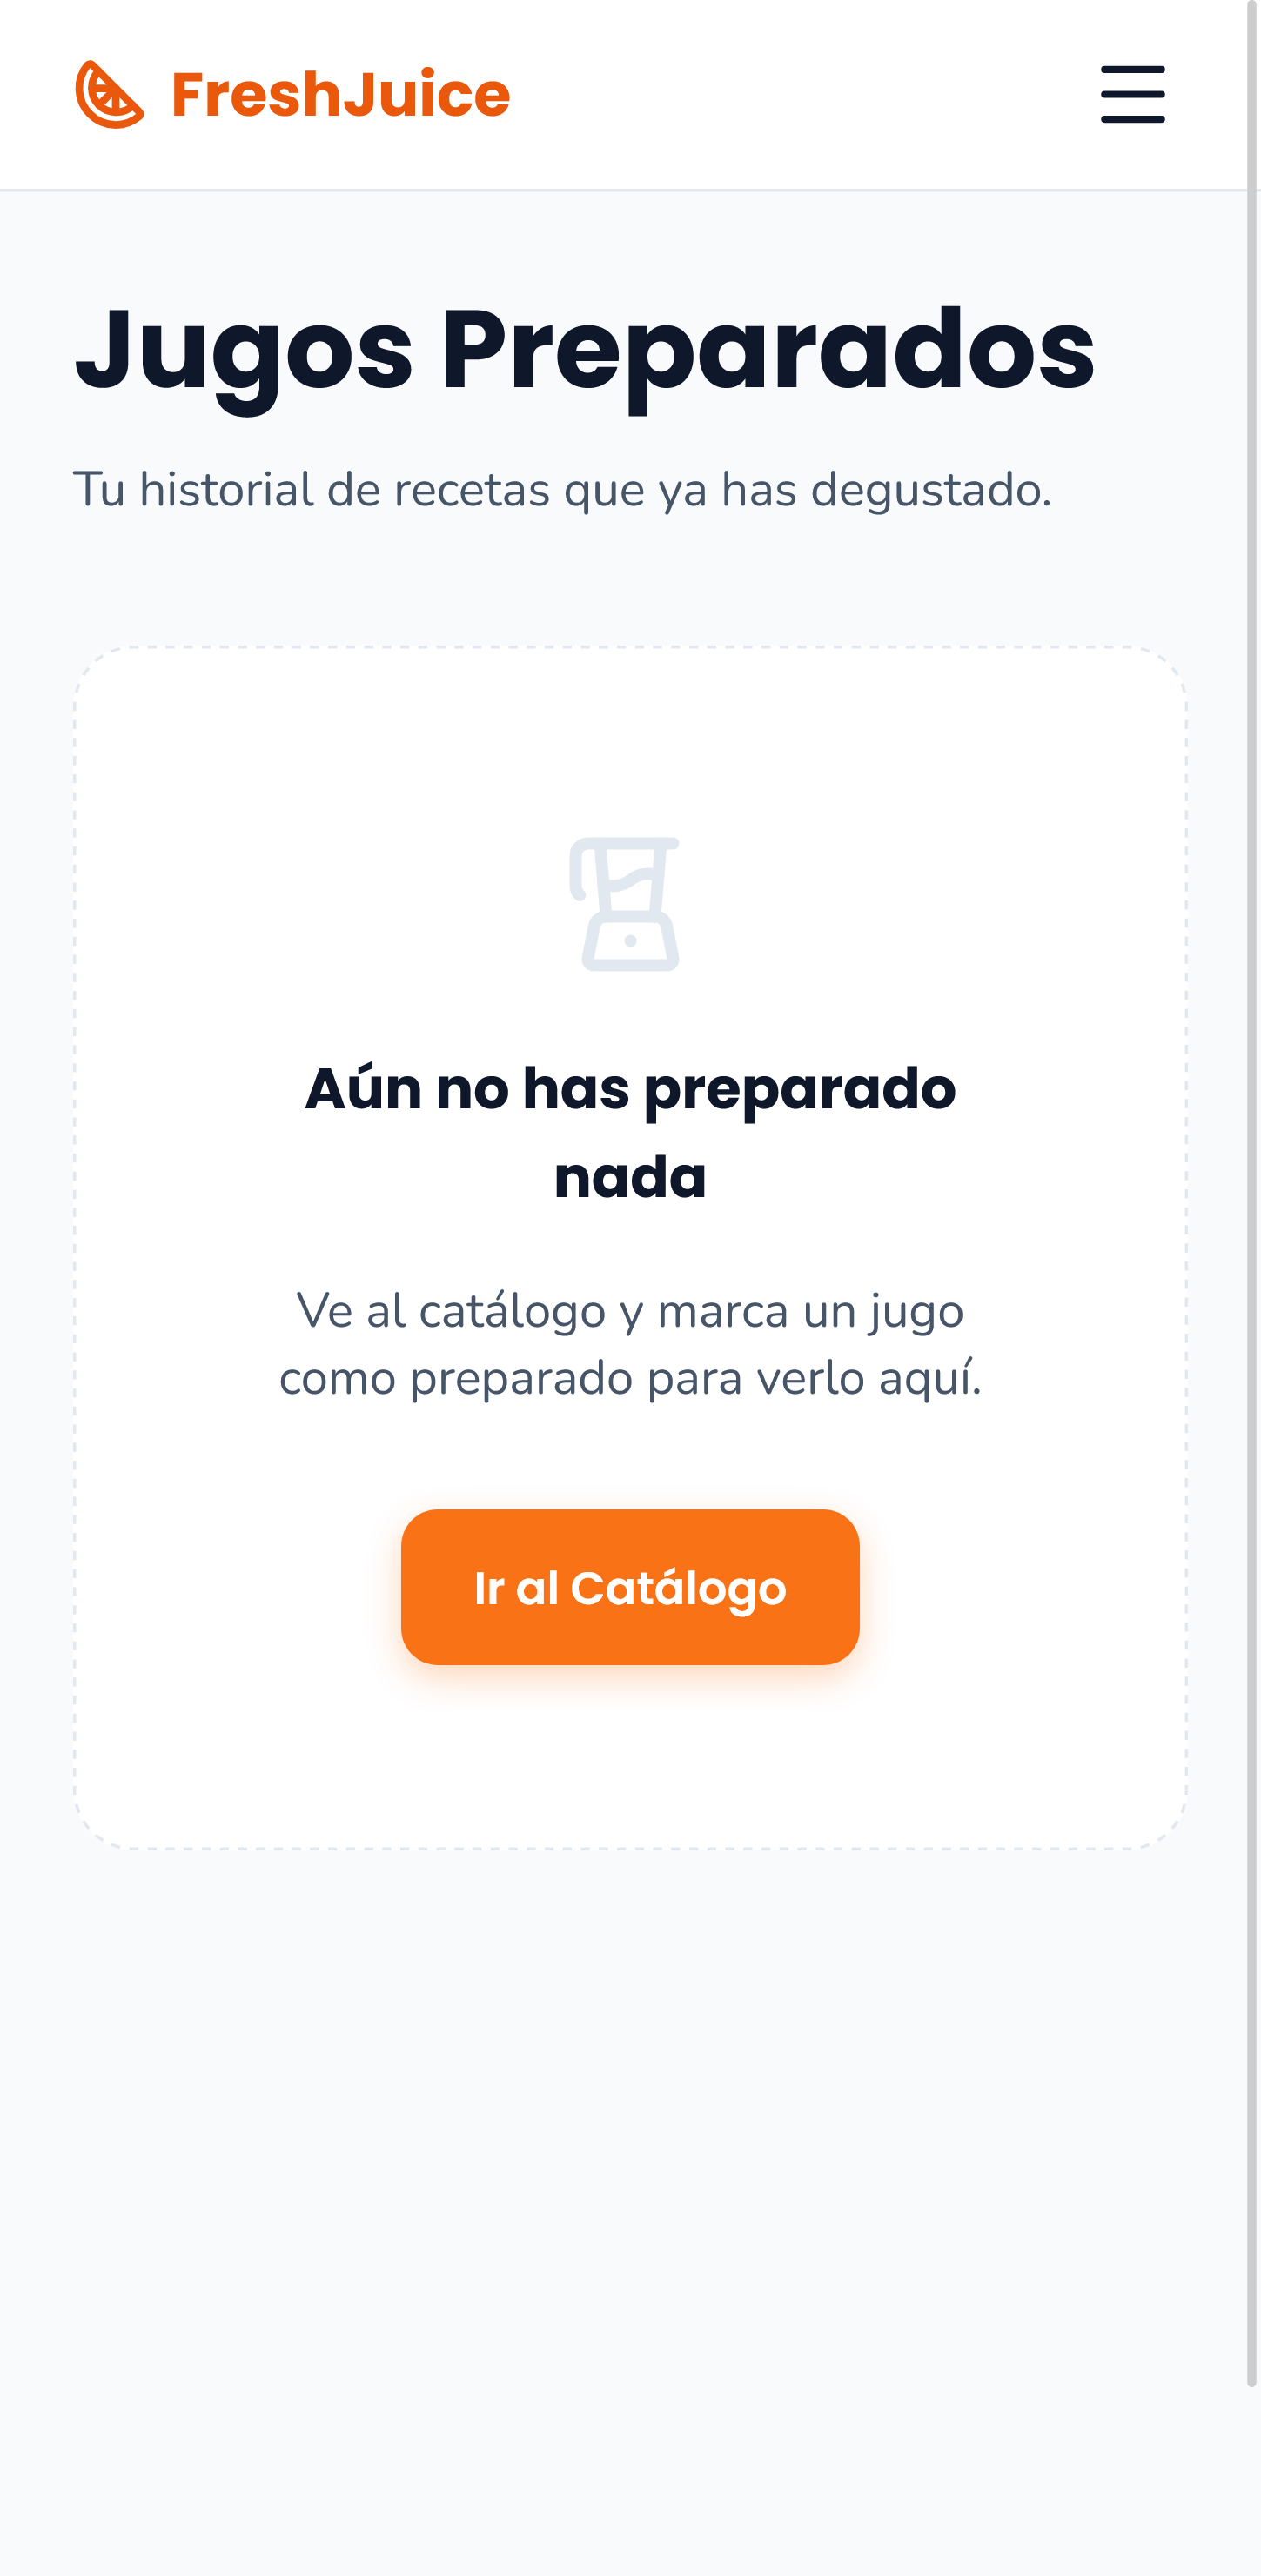 FreshJuice
Jugos Preparados
Tu historial de recetas que ya has degustado.
Aún no has preparado
nada
Ve al catálogo y marca un jugo
como preparado para verlo aquí.
Ir al Catálogo